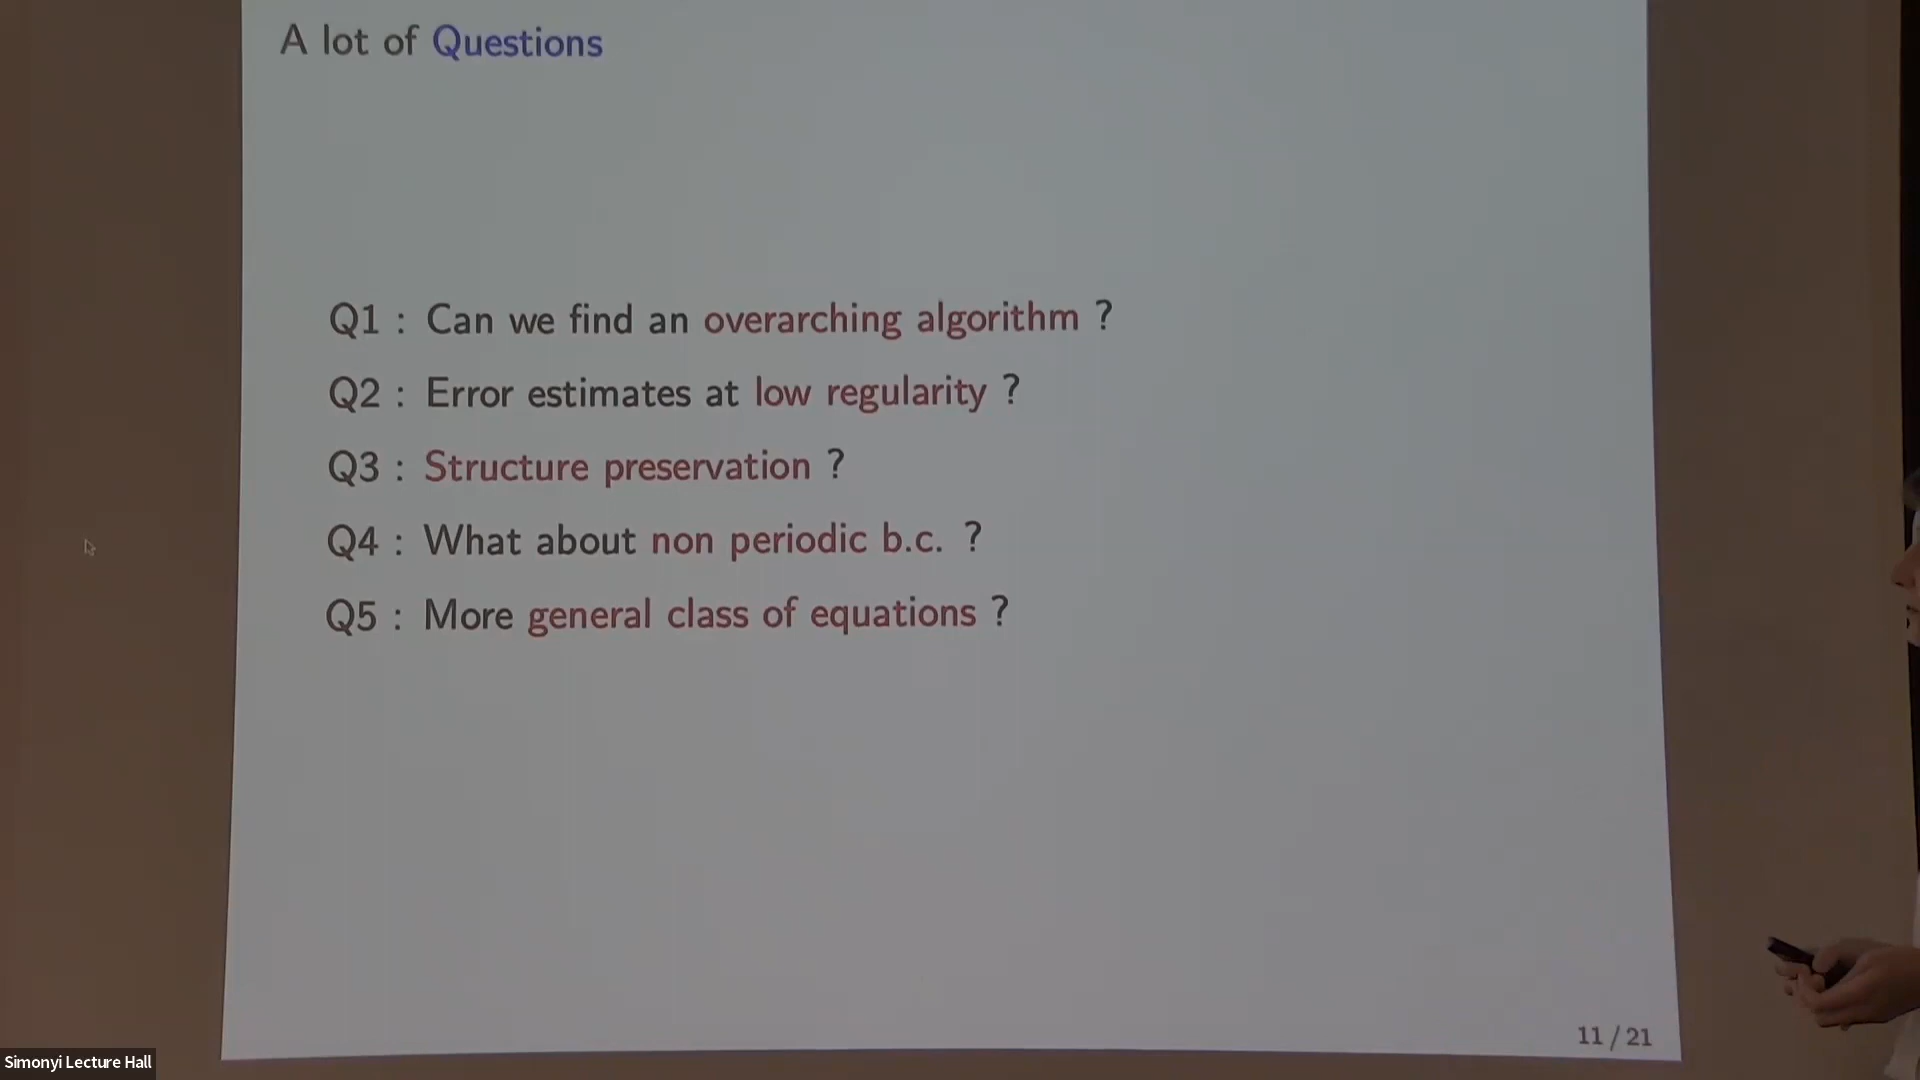 A lot of Questions
Q1 : Can we find an overarching algorithm ?
Q2 : Error estimates at low regularity ?
Q3 : Structure preservation ?
Q4 : What about non periodic b.c. ?
Q5 : More general class of equations ?
11 / 21
Simonyi Lecture Hall